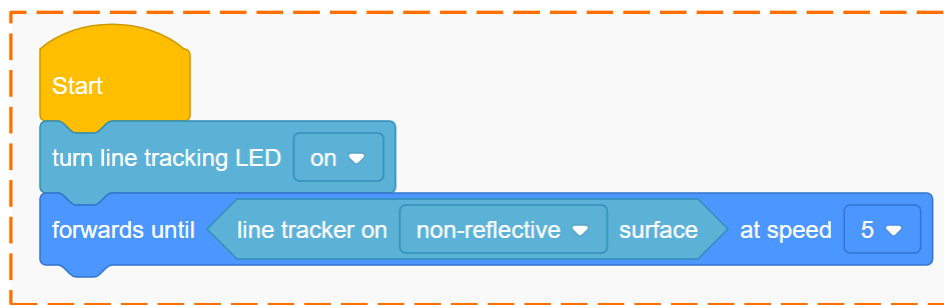 Start
turn line tracking LED on
forwards until line tracker on non-reflective surface at speed 5